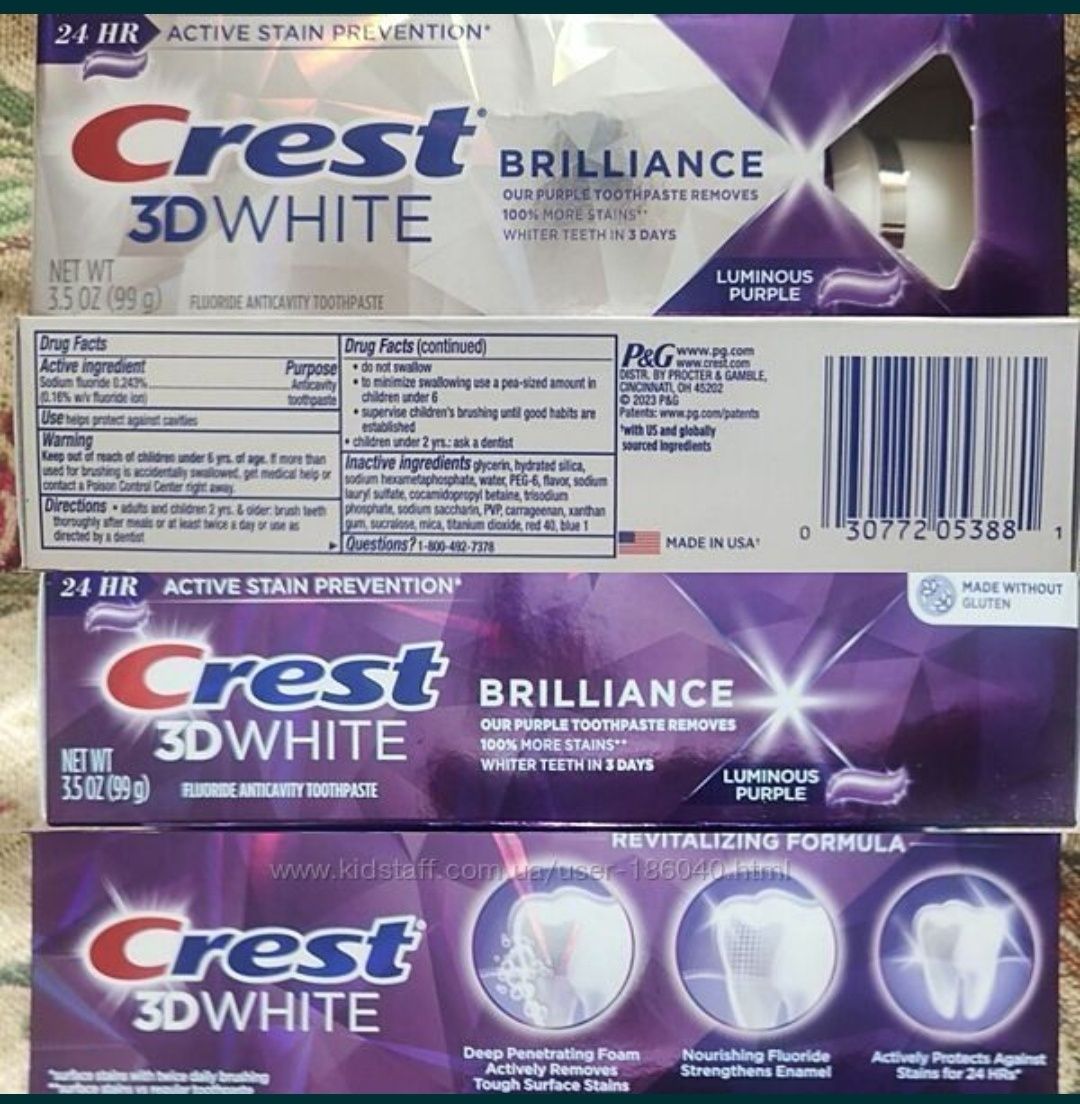 24 HR ACTIVE STAIN PREVENTION*
Crest
3DWHITE
BRILLIANCE
OUR PURPLE TOOTHPASTE REMOVES
100% MORE STAINS**
WHITER TEETH IN 3 DAYS
NET WT
3.5 OZ (99 g)
FLUORIDE ANTICAVITY TOOTHPASTE
LUMINOUS
PURPLE
Drug Facts
Active ingredient Purpose
Sodium fluoride 0.243% Anticavity
(0.16% w/v fluoride ion) toothpaste
Use helps protect against cavities
Warning
Keep out of reach of children under 6 yrs. of age. If more than
used for brushing is accidentally swallowed, get medical help or
contact a Poison Control Center right away.
Directions • adults and children 2 yrs. & older: brush teeth
thoroughly after meals or at least twice a day or use as
directed by a dentist
Drug Facts (continued)
• do not swallow
• to minimize swallowing use a pea-sized amount in
children under 6
• supervise children's brushing until good habits are
established
• children under 2 yrs.: ask a dentist
Inactive ingredients glycerin, hydrated silica,
sodium hexametaphosphate, water, PEG-6, flavor, sodium
lauryl sulfate, cocamidopropyl betaine, trisodium
phosphate, sodium saccharin, PVP, carrageenan, xanthan
gum, sucralose, mica, titanium dioxide, red 40, blue 1
Questions? 1-800-492-7378
P&G www.pg.com
www.crest.com
DISTR. BY PROCTER & GAMBLE,
CINCINNATI, OH 45202
© 2023 P&G
Patents: www.pg.com/patents
†with US and globally
sourced ingredients
MADE IN USA†
0 30772 05388 1
24 HR ACTIVE STAIN PREVENTION*
MADE WITHOUT
GLUTEN
Crest
3DWHITE
BRILLIANCE
OUR PURPLE TOOTHPASTE REMOVES
100% MORE STAINS**
WHITER TEETH IN 3 DAYS
NET WT
3.5 OZ (99 g)
FLUORIDE ANTICAVITY TOOTHPASTE
LUMINOUS
PURPLE
REVITALIZING FORMULA
www.kidstaff.com.ua/user-186040.html
Crest
3DWHITE
Deep Penetrating Foam
Actively Removes
Tough Surface Stains
Nourishing Fluoride
Strengthens Enamel
Actively Protects Against
Stains for 24 HRs*
*surface stains with twice daily brushing